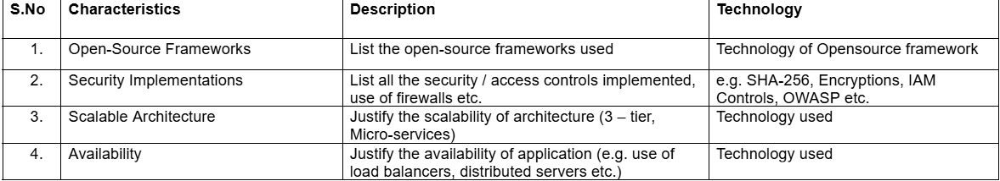 S.No Characteristics Description Technology
1. Open-Source Frameworks List the open-source frameworks used Technology of Opensource framework
2. Security Implementations List all the security / access controls implemented, e.g. SHA-256, Encryptions, IAM
use of firewalls etc. Controls, OWASP etc.
3. Scalable Architecture Justify the scalability of architecture (3 – tier, Technology used
Micro-services)
4. Availability Justify the availability of application (e.g. use of Technology used
load balancers, distributed servers etc.)